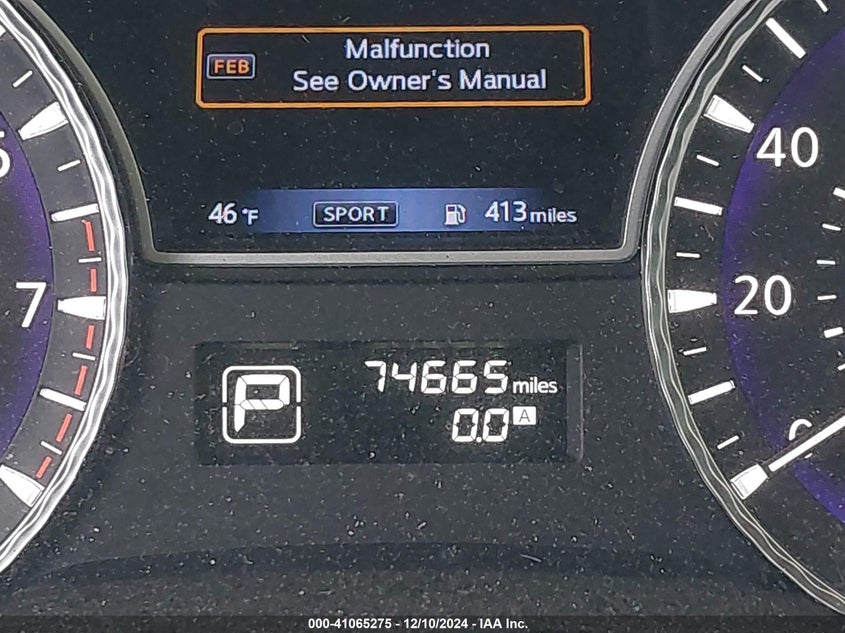 FEB
Malfunction
See Owner's Manual
46 °F
SPORT
413 miles
7
40
20
0
P
74665 miles
0.0 A
000-41065275 - 12/10/2024 - IAA Inc.